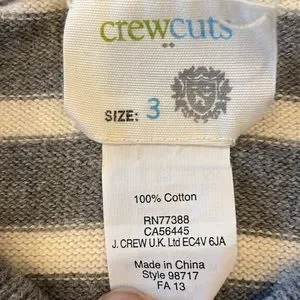 crewcuts
SIZE: 3
100% Cotton
RN77388
CA56445
J. CREW U.K. Ltd EC4V 6JA
Made in China
Style 98717
FA 13